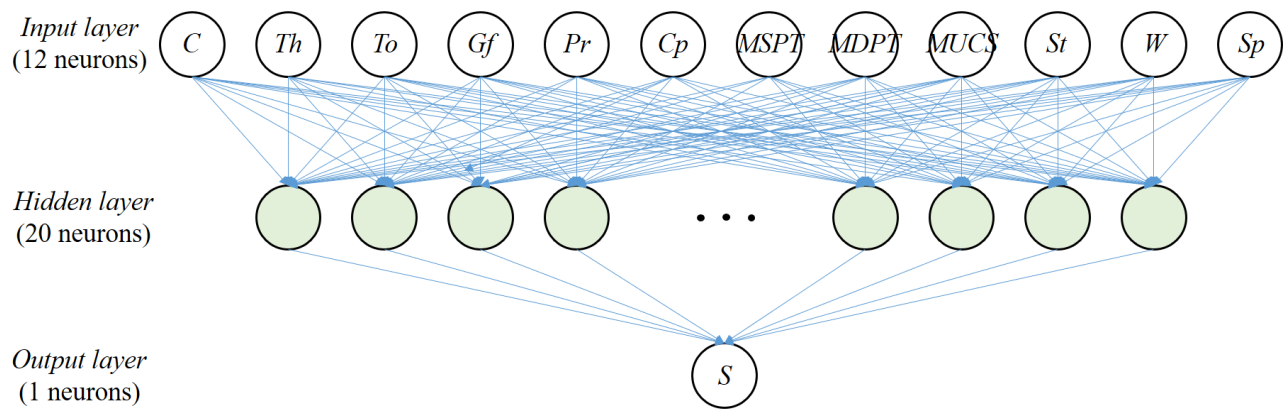 Input layer
(12 neurons)
C Th To Gf Pr Cp MSPT MDPT MUCS St W Sp
Hidden layer
(20 neurons)
• • •
Output layer
(1 neurons)
S